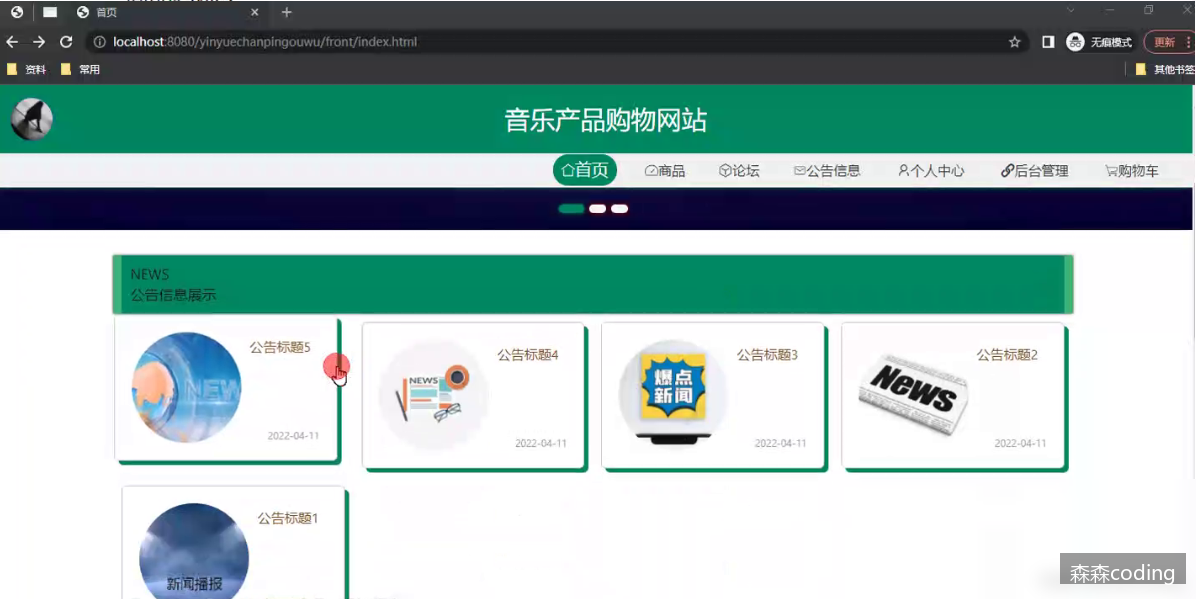 首页
localhost:8080/yinyuechanpingouwu/front/index.html
无痕模式
更新
资料
常用
其他书签
音乐产品购物网站
首页
商品
论坛
公告信息
个人中心
后台管理
购物车
NEWS
公告信息展示
NEWS
公告标题5
2022-04-11
NEWS
公告标题4
2022-04-11
爆点
新闻
公告标题3
2022-04-11
News
公告标题2
2022-04-11
新闻播报
公告标题1
森森coding